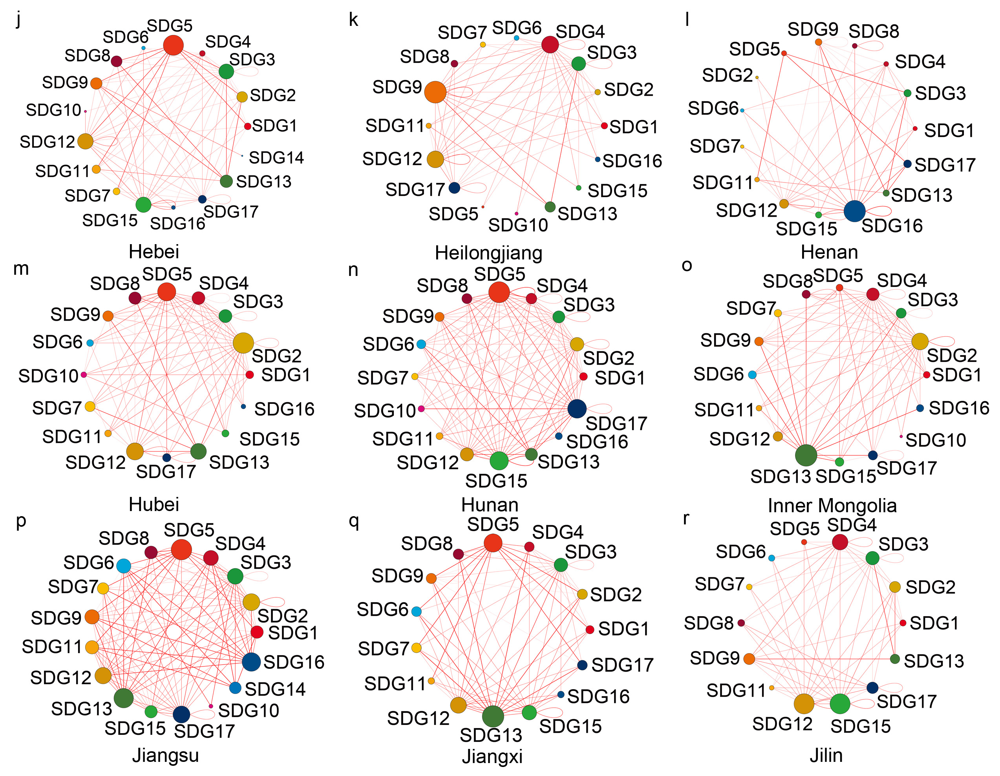 j
SDG5
SDG6
SDG4
SDG8
SDG3
SDG9
SDG2
SDG10
SDG1
SDG12
SDG14
SDG11
SDG13
SDG7
SDG17
SDG15
SDG16
Hebei
k
SDG7
SDG6
SDG4
SDG8
SDG3
SDG9
SDG2
SDG11
SDG1
SDG12
SDG16
SDG17
SDG15
SDG5
SDG10
SDG13
Heilongjiang
l
SDG9
SDG8
SDG5
SDG4
SDG2
SDG3
SDG6
SDG1
SDG7
SDG17
SDG11
SDG13
SDG12
SDG15
SDG16
Henan
m
SDG8
SDG5
SDG4
SDG9
SDG3
SDG6
SDG2
SDG10
SDG1
SDG7
SDG16
SDG11
SDG15
SDG12
SDG17
SDG13
Hubei
n
SDG5
SDG8
SDG4
SDG9
SDG3
SDG6
SDG2
SDG7
SDG1
SDG10
SDG17
SDG11
SDG16
SDG12
SDG13
SDG15
Hunan
o
SDG8
SDG5
SDG4
SDG7
SDG3
SDG9
SDG2
SDG6
SDG1
SDG11
SDG16
SDG12
SDG10
SDG13
SDG15
SDG17
Inner Mongolia
p
SDG5
SDG8
SDG4
SDG6
SDG3
SDG7
SDG2
SDG9
SDG1
SDG11
SDG16
SDG12
SDG14
SDG13
SDG10
SDG15
SDG17
Jiangsu
q
SDG5
SDG8
SDG4
SDG9
SDG3
SDG6
SDG2
SDG7
SDG1
SDG11
SDG17
SDG12
SDG16
SDG13
SDG15
Jiangxi
r
SDG5
SDG4
SDG6
SDG3
SDG7
SDG2
SDG8
SDG1
SDG9
SDG13
SDG11
SDG17
SDG12
SDG15
Jilin